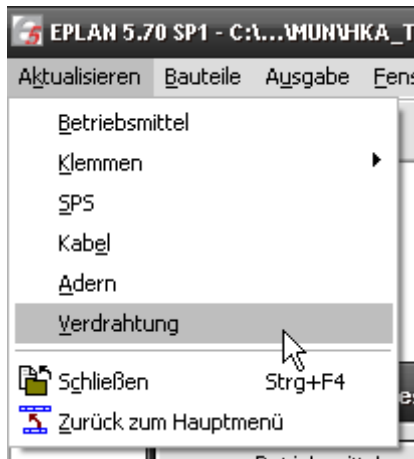 EPLAN 5.70 SP1 - C:\...\MUN\HKA_T
Aktualisieren Bauteile Ausgabe Fens
Betriebsmittel
Klemmen
SPS
Kabel
Adern
Verdrahtung
Schließen Strg+F4
Zurück zum Hauptmenü